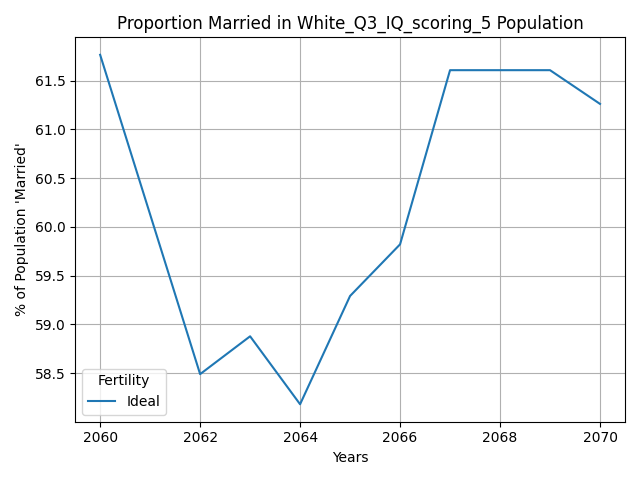 Proportion Married in White_Q3_IQ_scoring_5 Population
% of Population 'Married'
61.5
61.0
60.5
60.0
59.5
59.0
58.5
Fertility
Ideal
2060 2062 2064 2066 2068 2070
Years